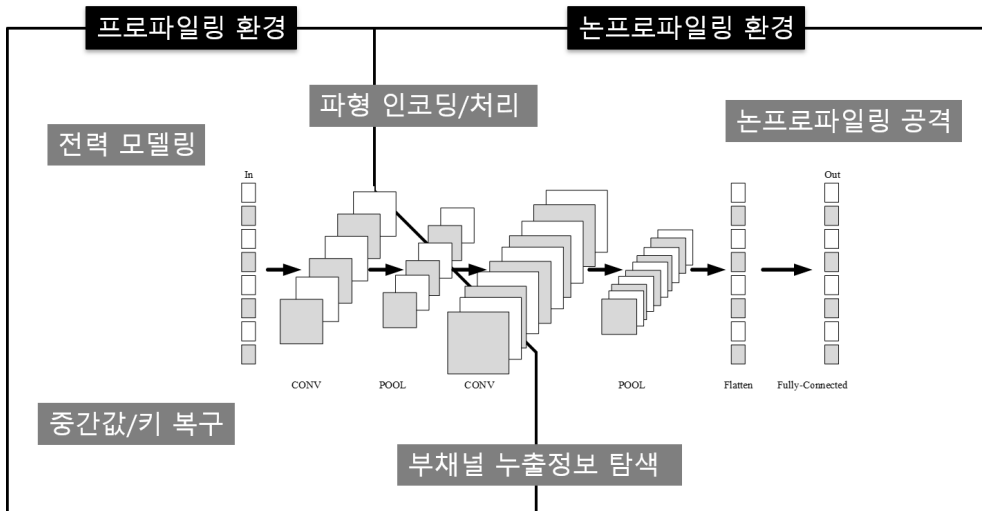 프로파일링 환경
논프로파일링 환경
파형 인코딩/처리
논프로파일링 공격
전력 모델링
In
Out
CONV
POOL
CONV
POOL
Flatten
Fully-Connected
중간값/키 복구
부채널 누출정보 탐색